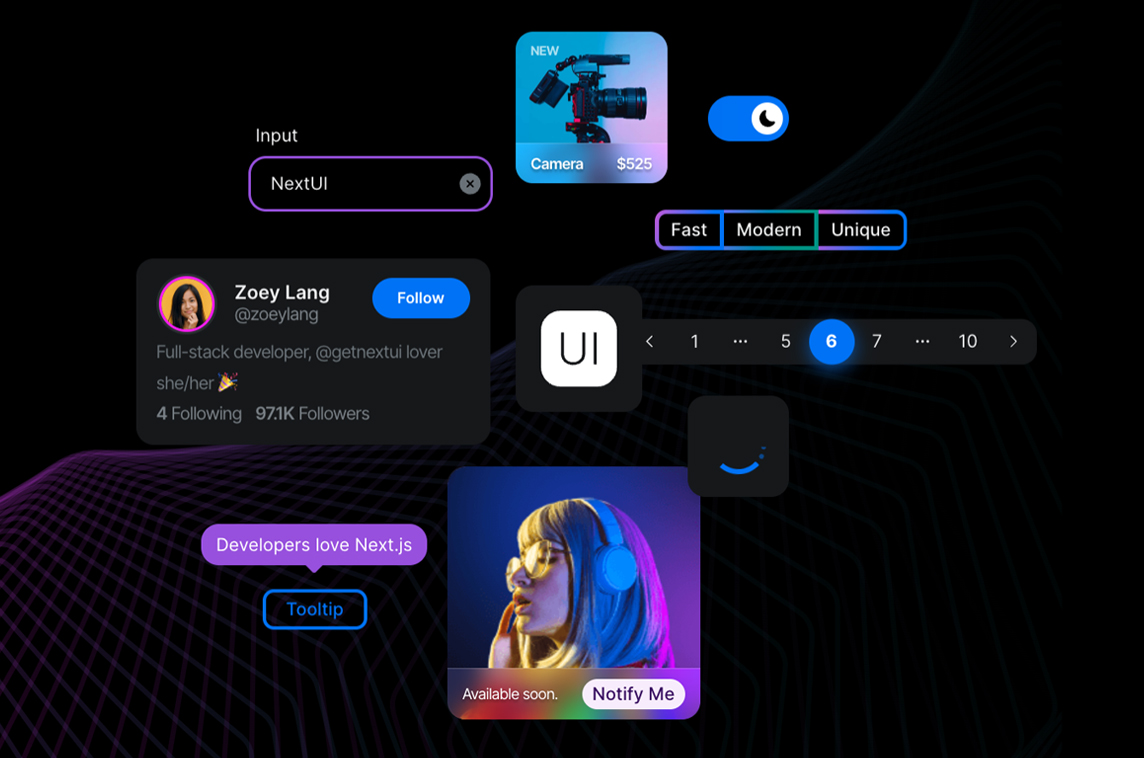 NEW
Camera $525
Input
NextUI
Fast Modern Unique
Zoey Lang
@zoeylang
Follow
Full-stack developer, @getnextui lover
she/her 🎉
4 Following 97.1K Followers
UI
1 ... 5 6 7 ... 10
Developers love Next.js
Tooltip
Available soon. Notify Me